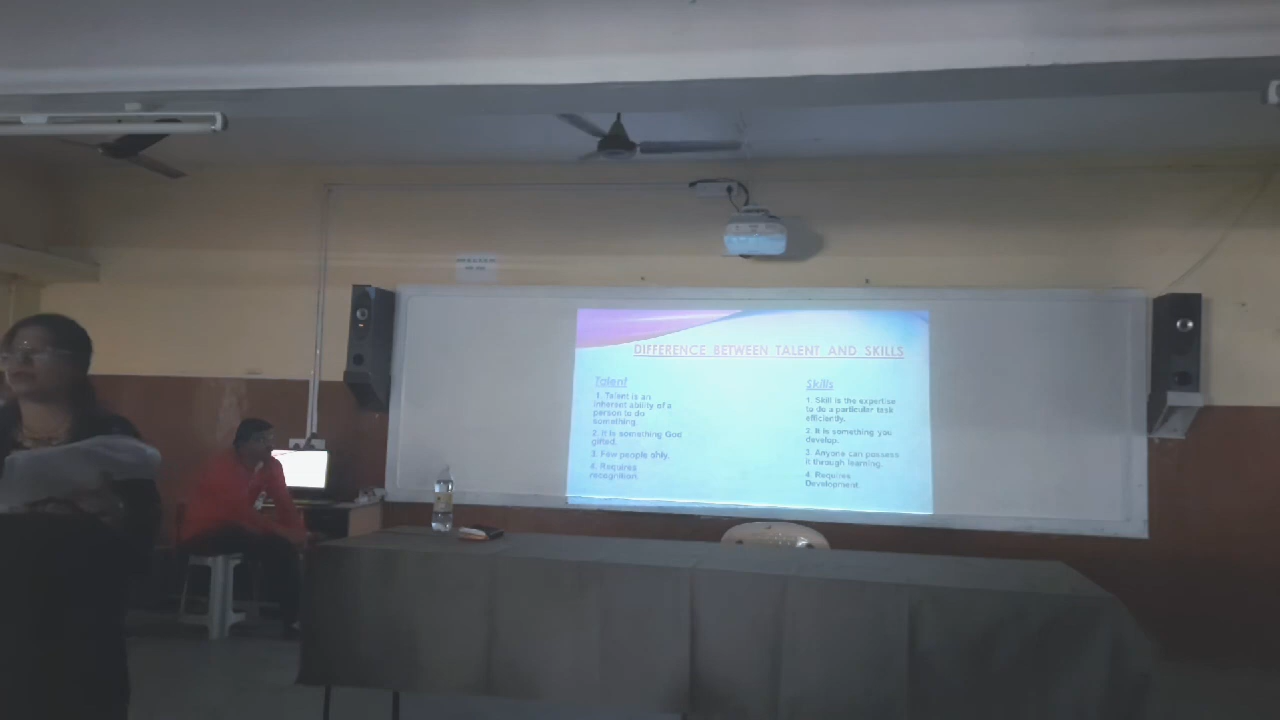 DIFFERENCE BETWEEN TALENT AND SKILLS
Talent
1. Talent is an
inherent ability of a
person to do
something.
2. It is something God
gifted.
3. Few people only.
4. Requires
recognition.
Skills
1. Skill is the expertise
to do a particular task
efficiently.
2. It is something you
develop.
3. Anyone can possess
it through learning.
4. Requires
Development.